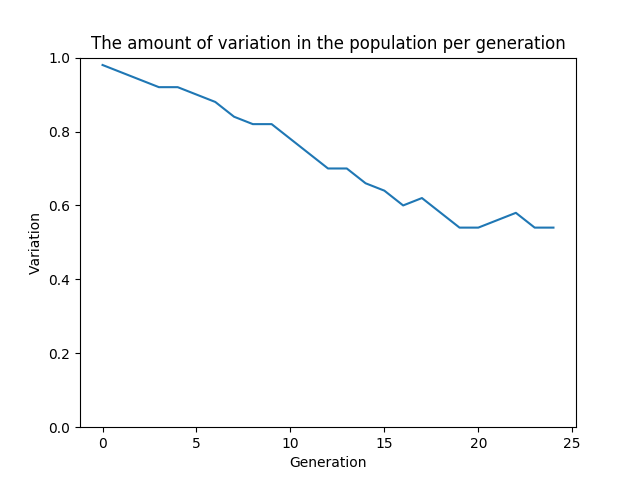 The amount of variation in the population per generation
1.0
0.8
0.6
0.4
0.2
0.0
Variation
0 5 10 15 20 25
Generation